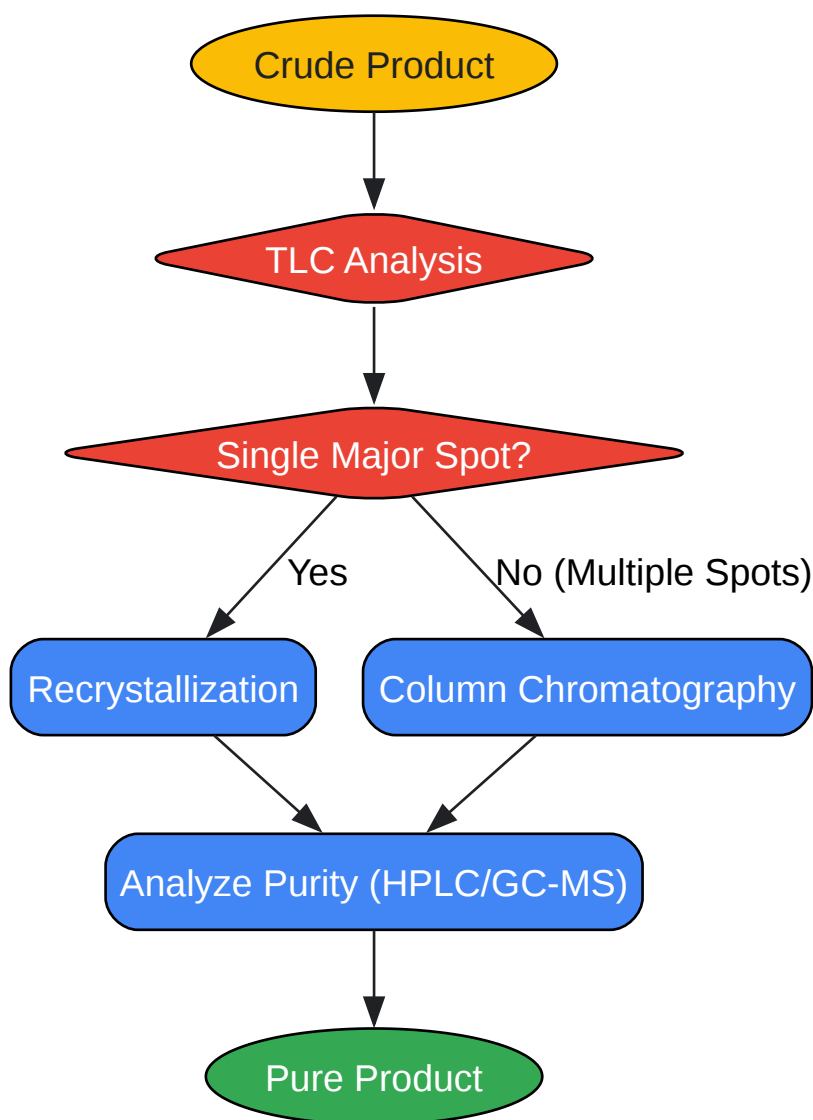 Crude Product
TLC Analysis
Single Major Spot?
Yes
No (Multiple Spots)
Recrystallization
Column Chromatography
Analyze Purity (HPLC/GC-MS)
Pure Product